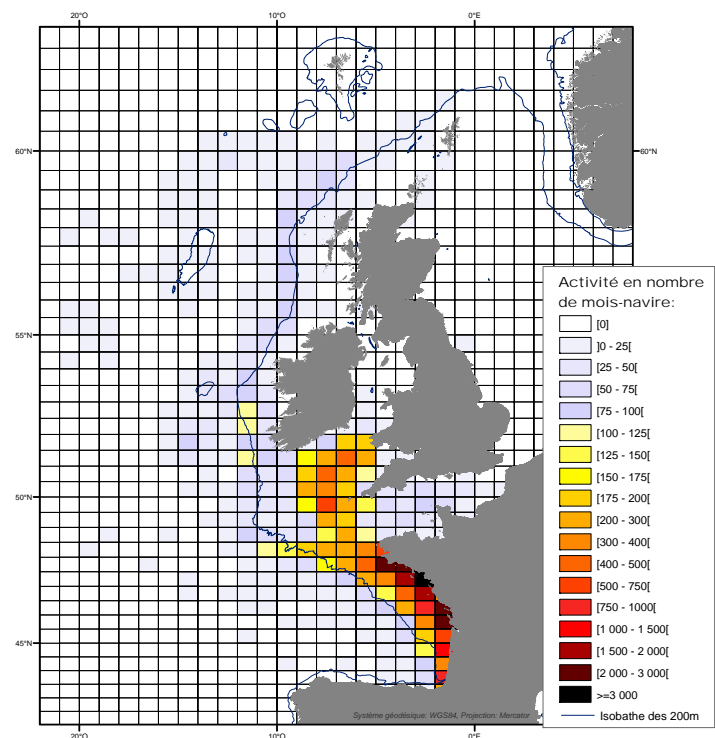 20°O 10°O 0°E
60°N 60°N
55°N
50°N
45°N
20°O 10°O 0°E
Activité en nombre
de mois-navire:
[0]
]0 - 25[
[25 - 50[
[50 - 75[
[75 - 100[
[100 - 125[
[125 - 150[
[150 - 175[
[175 - 200[
[200 - 300[
[300 - 400[
[400 - 500[
[500 - 750[
[750 - 1000[
[1 000 - 1 500[
[1 500 - 2 000[
[2 000 - 3 000[
>=3 000
Isobathe des 200m
Système géodésique: WGS84, Projection: Mercator